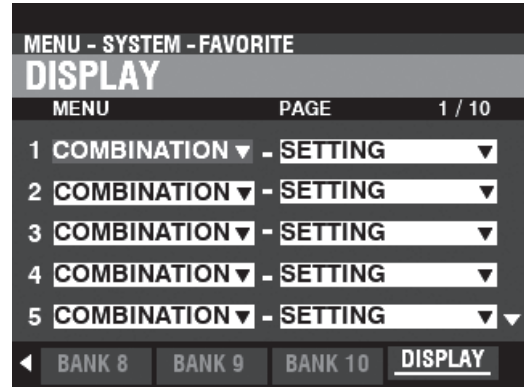 MENU - SYSTEM - FAVORITE
DISPLAY
MENU PAGE 1 / 10
1 COMBINATION ▼ - SETTING ▼
2 COMBINATION ▼ - SETTING ▼
3 COMBINATION ▼ - SETTING ▼
4 COMBINATION ▼ - SETTING ▼
5 COMBINATION ▼ - SETTING ▼ ▼
◀ BANK 8 BANK 9 BANK 10 DISPLAY